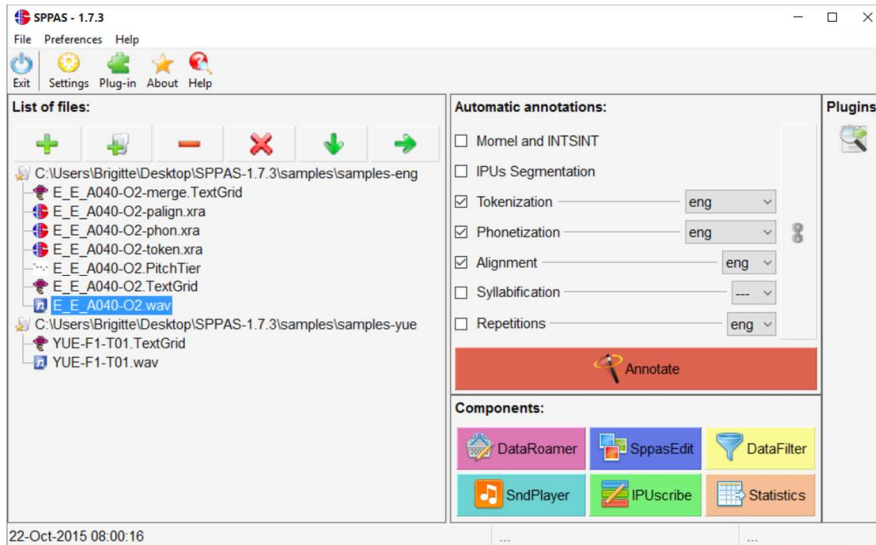 SPPAS - 1.7.3
File Preferences Help
Exit Settings Plug-in About Help
List of files:
C:\Users\Brigitte\Desktop\SPPAS-1.7.3\samples\samples-eng
E_E_A040-O2-merge.TextGrid
E_E_A040-O2-palign.xra
E_E_A040-O2-phon.xra
E_E_A040-O2-token.xra
E_E_A040-O2.PitchTier
E_E_A040-O2.TextGrid
E_E_A040-O2.wav
C:\Users\Brigitte\Desktop\SPPAS-1.7.3\samples\samples-yue
YUE-F1-T01.TextGrid
YUE-F1-T01.wav
Automatic annotations:
Momel and INTSINT
IPUs Segmentation
Tokenization eng
Phonetization eng
Alignment eng
Syllabification ---
Repetitions eng
Annotate
Components:
DataRoamer SppasEdit DataFilter
SndPlayer IPUscribe Statistics
Plugins
22-Oct-2015 08:00:16 ... ...